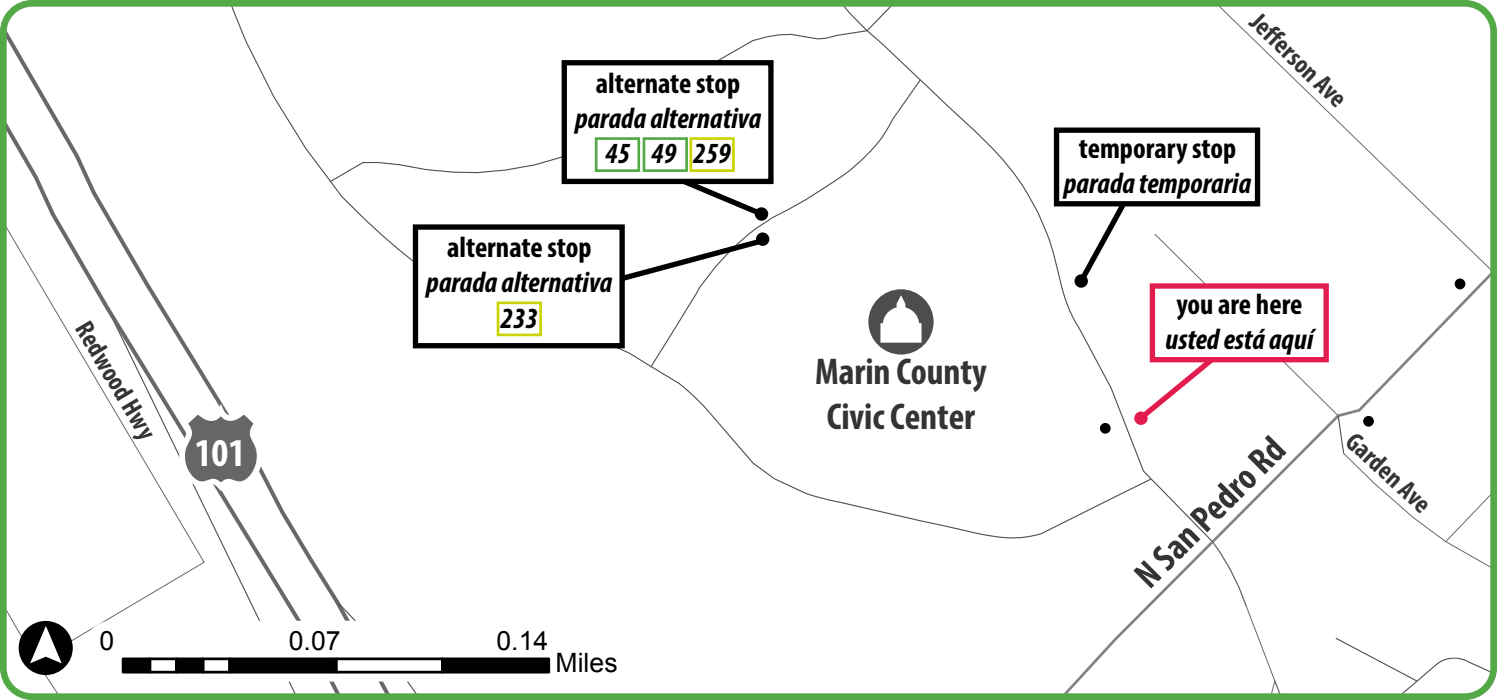 Jefferson Ave
alternate stop
parada alternativa
45 49 259
temporary stop
parada temporaria
alternate stop
parada alternativa
233
you are here
usted está aquí
Redwood Hwy
101
Marin County
Civic Center
N San Pedro Rd
Garden Ave
0 0.07 0.14
Miles